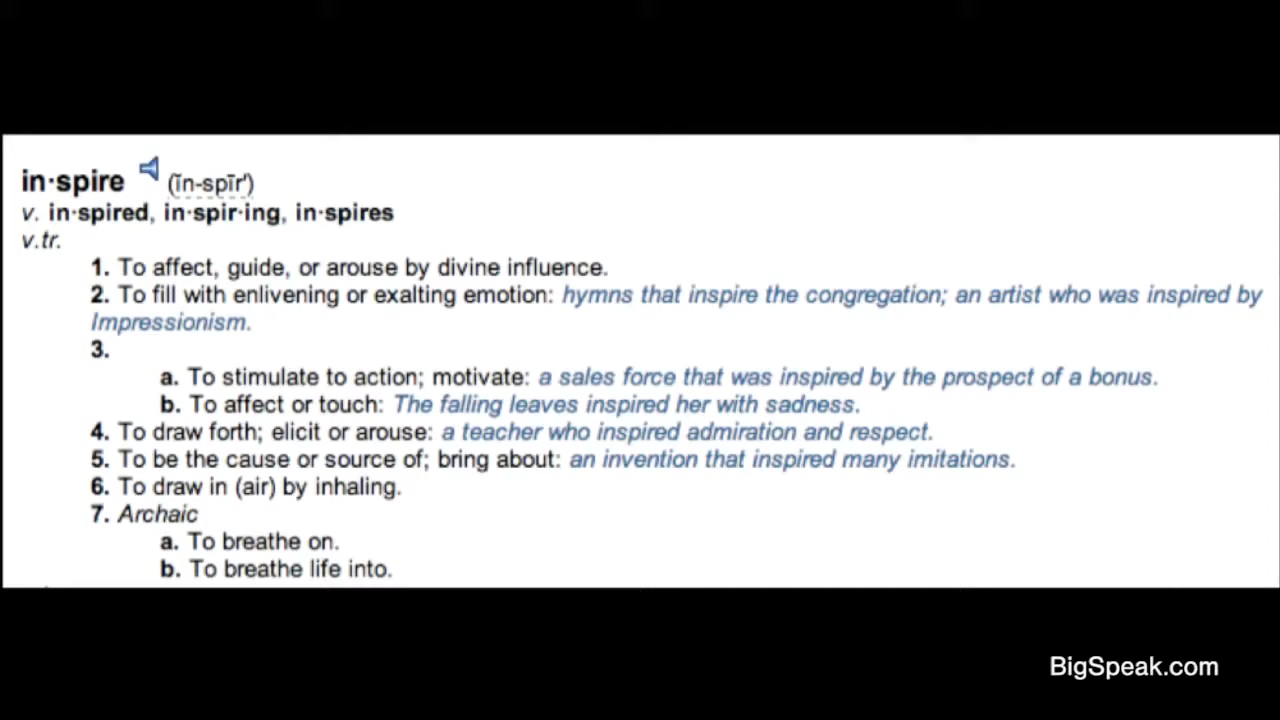 in·spire (ĭn-spīr')
v. in·spired, in·spir·ing, in·spires
v.tr.
1. To affect, guide, or arouse by divine influence.
2. To fill with enlivening or exalting emotion: hymns that inspire the congregation; an artist who was inspired by
Impressionism.
3.
a. To stimulate to action; motivate: a sales force that was inspired by the prospect of a bonus.
b. To affect or touch: The falling leaves inspired her with sadness.
4. To draw forth; elicit or arouse: a teacher who inspired admiration and respect.
5. To be the cause or source of; bring about: an invention that inspired many imitations.
6. To draw in (air) by inhaling.
7. Archaic
a. To breathe on.
b. To breathe life into.
BigSpeak.com